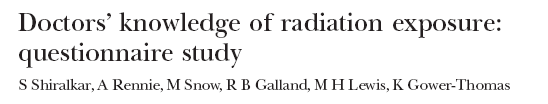 Doctors’ knowledge of radiation exposure:
questionnaire study
S Shiralkar, A Rennie, M Snow, R B Galland, M H Lewis, K Gower-Thomas